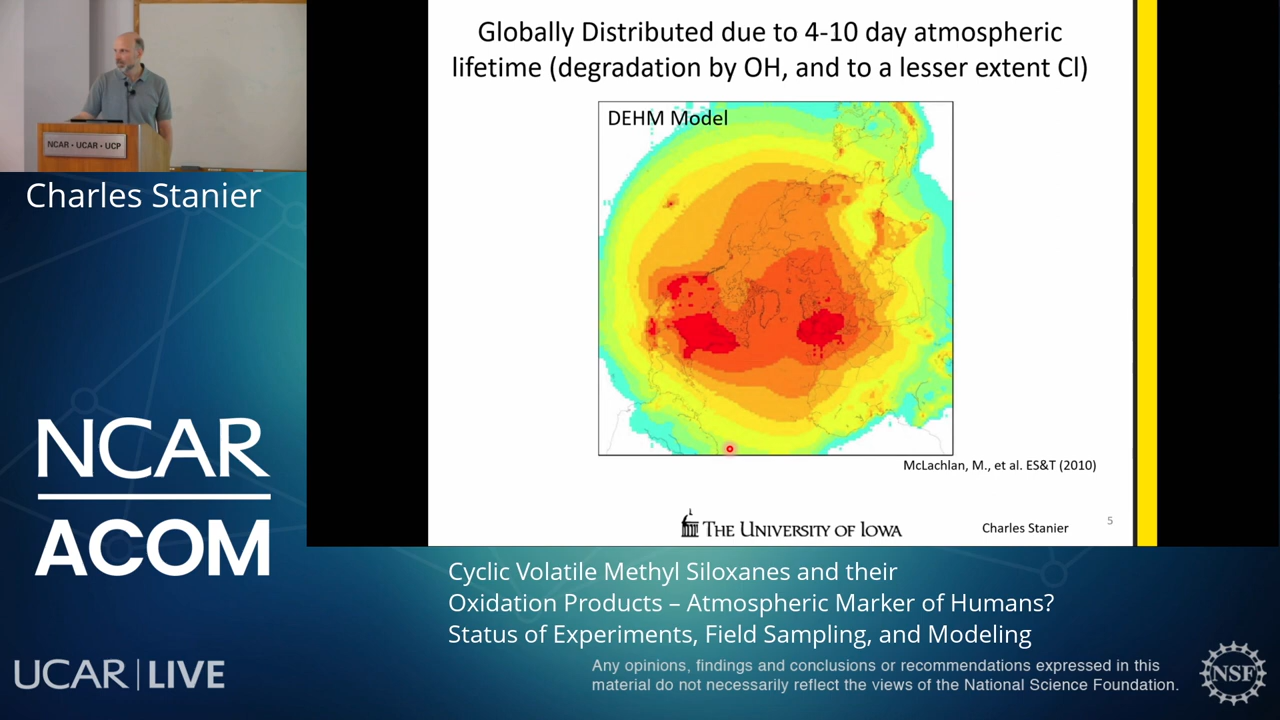 Globally Distributed due to 4-10 day atmospheric
lifetime (degradation by OH, and to a lesser extent Cl)
DEHM Model
NCAR • UCAR • UCP
Charles Stanier
McLachlan, M., et al. ES&T (2010)
THE UNIVERSITY OF IOWA
Charles Stanier
5
NCAR
ACOM
Cyclic Volatile Methyl Siloxanes and their
Oxidation Products – Atmospheric Marker of Humans?
Status of Experiments, Field Sampling, and Modeling
UCAR | LIVE
Any opinions, findings and conclusions or recommendations expressed in this
material do not necessarily reflect the views of the National Science Foundation.
NSF